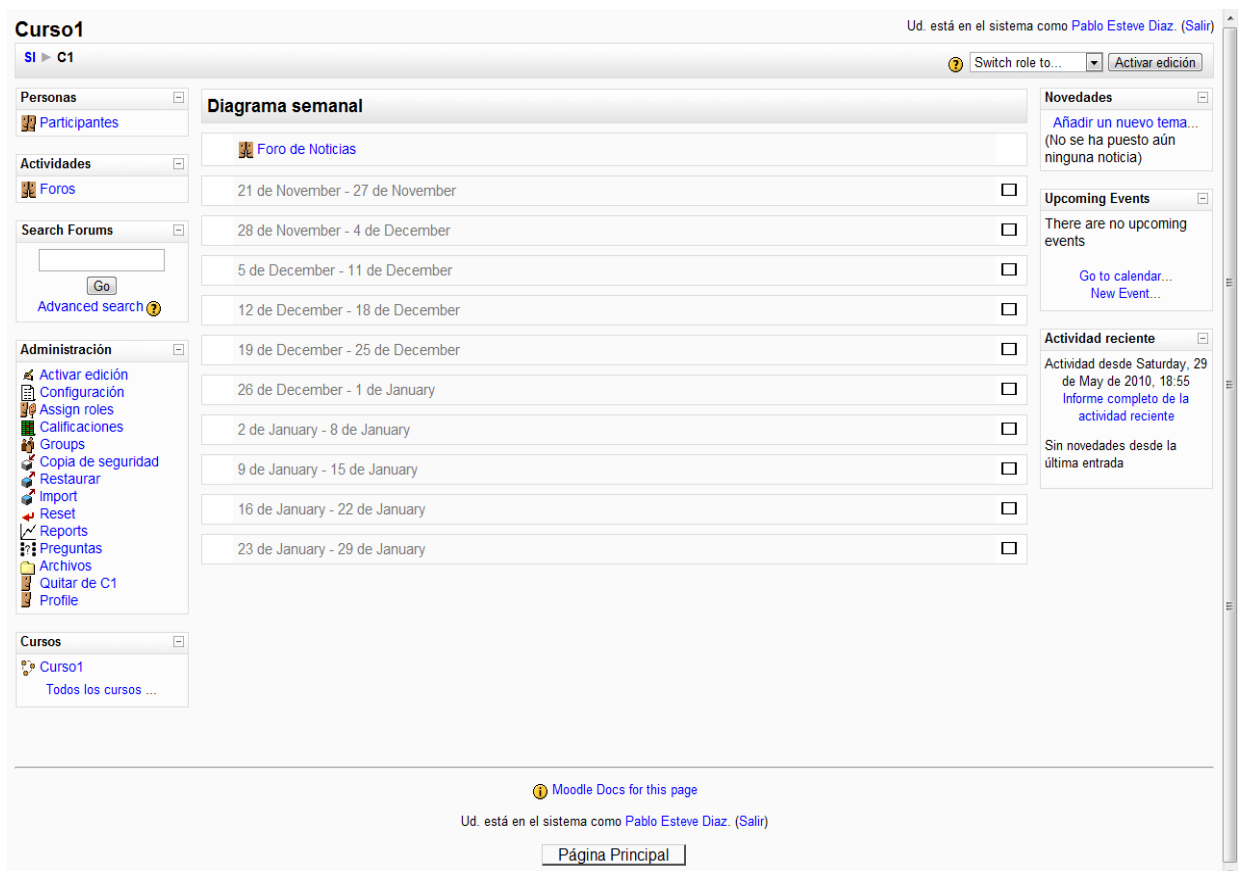 Curso1
Ud. está en el sistema como Pablo Esteve Diaz. (Salir)
SI ► C1
Switch role to...
Activar edición
Personas
Participantes
Actividades
Foros
Search Forums
Go
Advanced search
Administración
Activar edición
Configuración
Assign roles
Calificaciones
Groups
Copia de seguridad
Restaurar
Import
Reset
Reports
Preguntas
Archivos
Quitar de C1
Profile
Cursos
Curso1
Todos los cursos ...
Diagrama semanal
Foro de Noticias
21 de November - 27 de November
28 de November - 4 de December
5 de December - 11 de December
12 de December - 18 de December
19 de December - 25 de December
26 de December - 1 de January
2 de January - 8 de January
9 de January - 15 de January
16 de January - 22 de January
23 de January - 29 de January
Novedades
Añadir un nuevo tema...
(No se ha puesto aún
ninguna noticia)
Upcoming Events
There are no upcoming
events
Go to calendar...
New Event...
Actividad reciente
Actividad desde Saturday, 29
de May de 2010, 18:55
Informe completo de la
actividad reciente
Sin novedades desde la
última entrada
Moodle Docs for this page
Ud. está en el sistema como Pablo Esteve Diaz. (Salir)
Página Principal